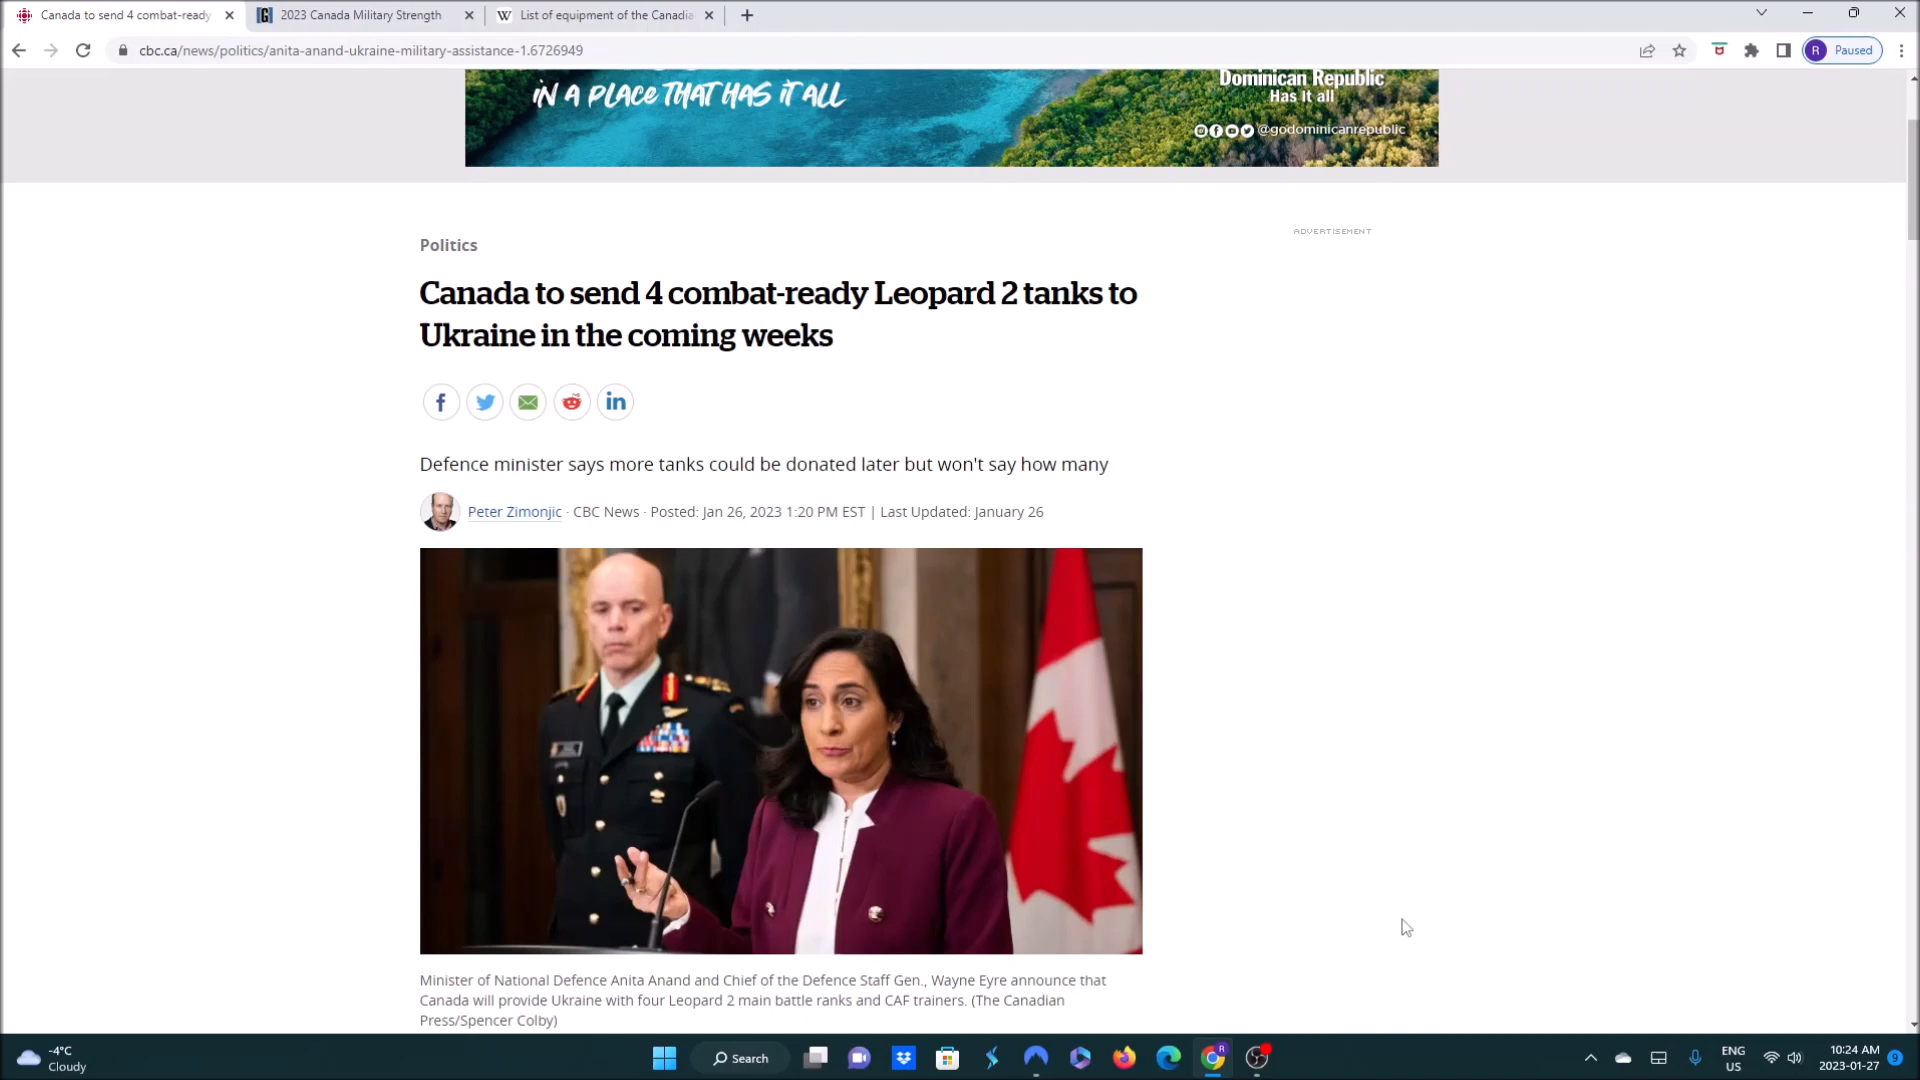 Canada to send 4 combat-ready
2023 Canada Military Strength
List of equipment of the Canadia
cbc.ca/news/politics/anita-anand-ukraine-military-assistance-1.6726949
R Paused
IN A PLACE THAT HAS IT ALL
Dominican Republic
Has it all
@godominicanrepublic
ADVERTISEMENT
Politics
Canada to send 4 combat-ready Leopard 2 tanks to
Ukraine in the coming weeks
Defence minister says more tanks could be donated later but won't say how many
Peter Zimonjic · CBC News · Posted: Jan 26, 2023 1:20 PM EST | Last Updated: January 26
Minister of National Defence Anita Anand and Chief of the Defence Staff Gen., Wayne Eyre announce that
Canada will provide Ukraine with four Leopard 2 main battle ranks and CAF trainers. (The Canadian
Press/Spencer Colby)
-4°C
Cloudy
Search
ENG
US
10:24 AM
2023-01-27
9